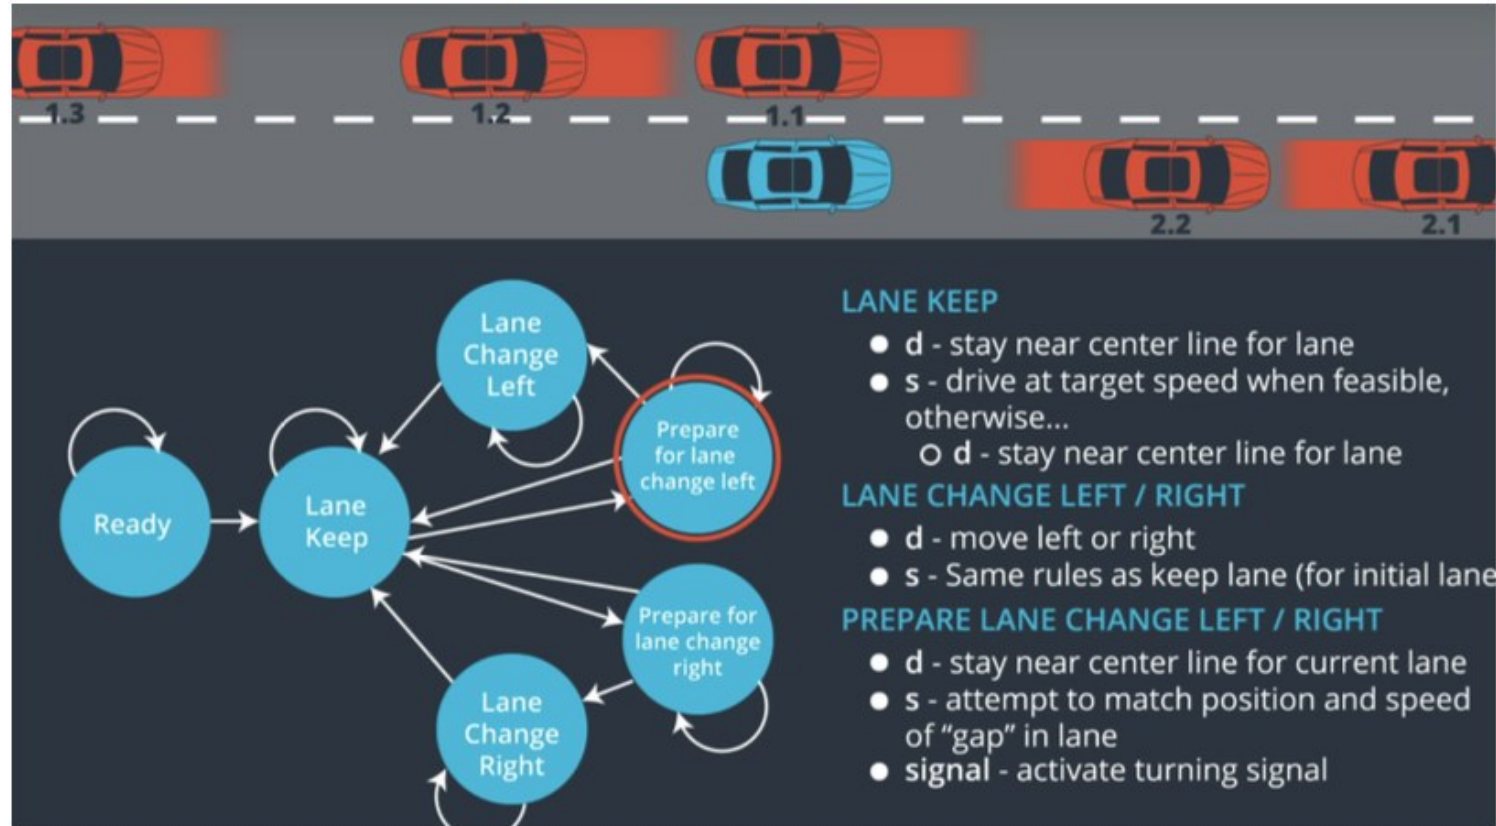 1.3
1.2
1.1
2.2
2.1
Lane
Change
Left
Prepare
for lane
change left
Ready
Lane
Keep
Prepare for
lane change
right
Lane
Change
Right
LANE KEEP
● d - stay near center line for lane
● s - drive at target speed when feasible,
otherwise...
○ d - stay near center line for lane
LANE CHANGE LEFT / RIGHT
● d - move left or right
● s - Same rules as keep lane (for initial lane
PREPARE LANE CHANGE LEFT / RIGHT
● d - stay near center line for current lane
● s - attempt to match position and speed
of “gap” in lane
● signal - activate turning signal